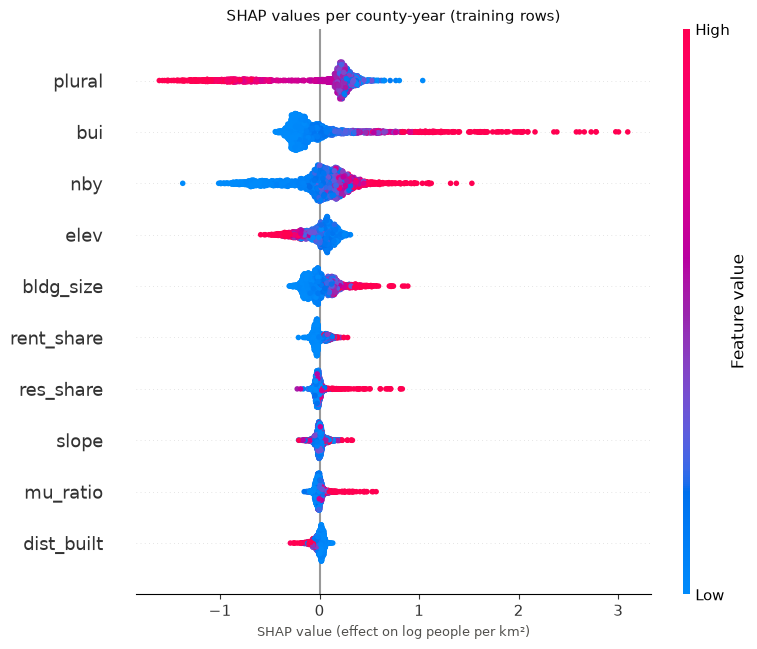 SHAP values per county-year (training rows)
High
plural
bui
nby
elev
bldg_size
rent_share
res_share
slope
mu_ratio
dist_built
Feature value
Low
−1
0
1
2
3
SHAP value (effect on log people per km²)